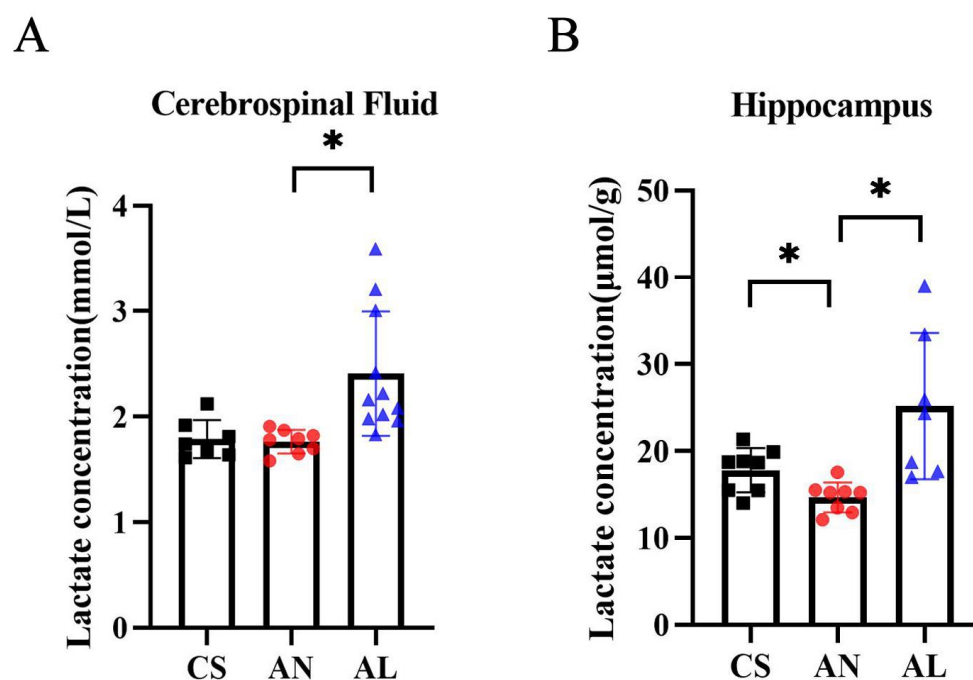 A
Cerebrospinal Fluid
*
Lactate concentration(mmol/L)
4
3
2
1
0
CS AN AL
B
Hippocampus
*
*
Lactate concentration(μmol/g)
50
40
30
20
10
0
CS AN AL